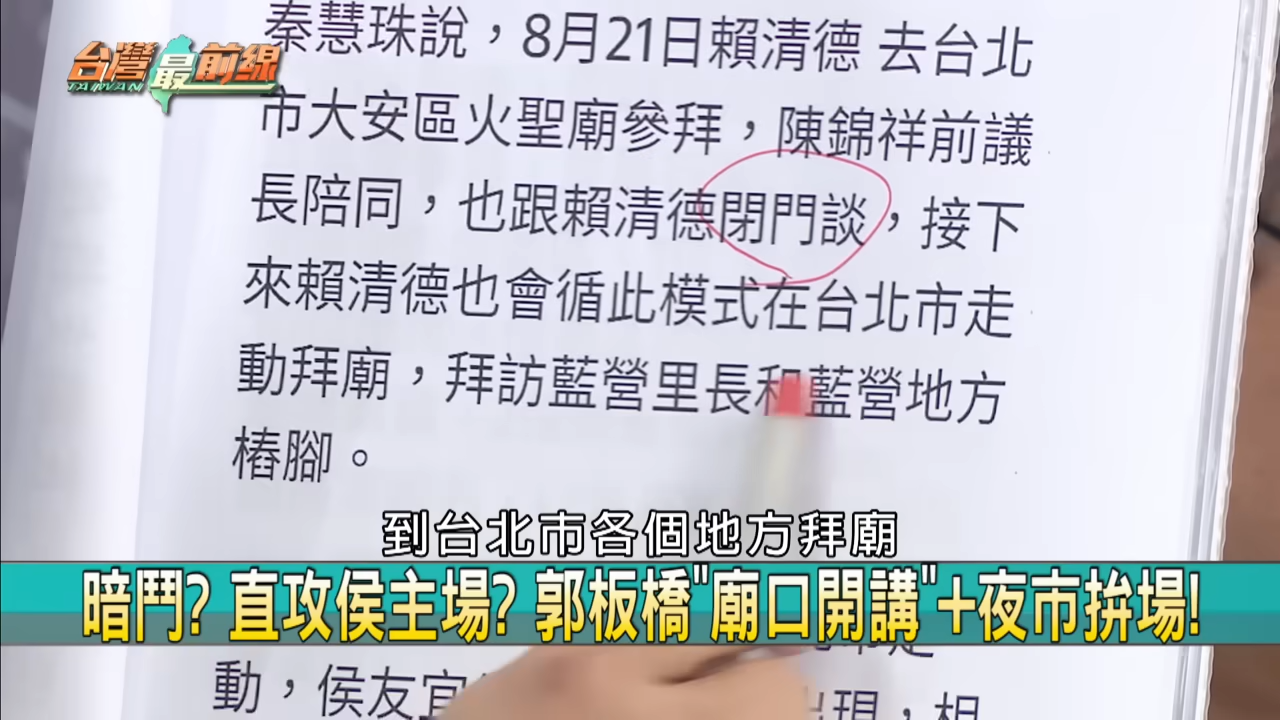 秦慧珠說，8月21日賴清德 去台北
台灣最前線
TAIWAN
市大安區火聖廟參拜，陳錦祥前議
長陪同，也跟賴清德閉門談，接下
來賴清德也會循此模式在台北市走
動拜廟，拜訪藍營里長和藍營地方
樁腳。
到台北市各個地方拜廟
暗鬥? 直攻侯主場? 郭板橋"廟口開講"+夜市拚場!
動，侯友宜
出現，相